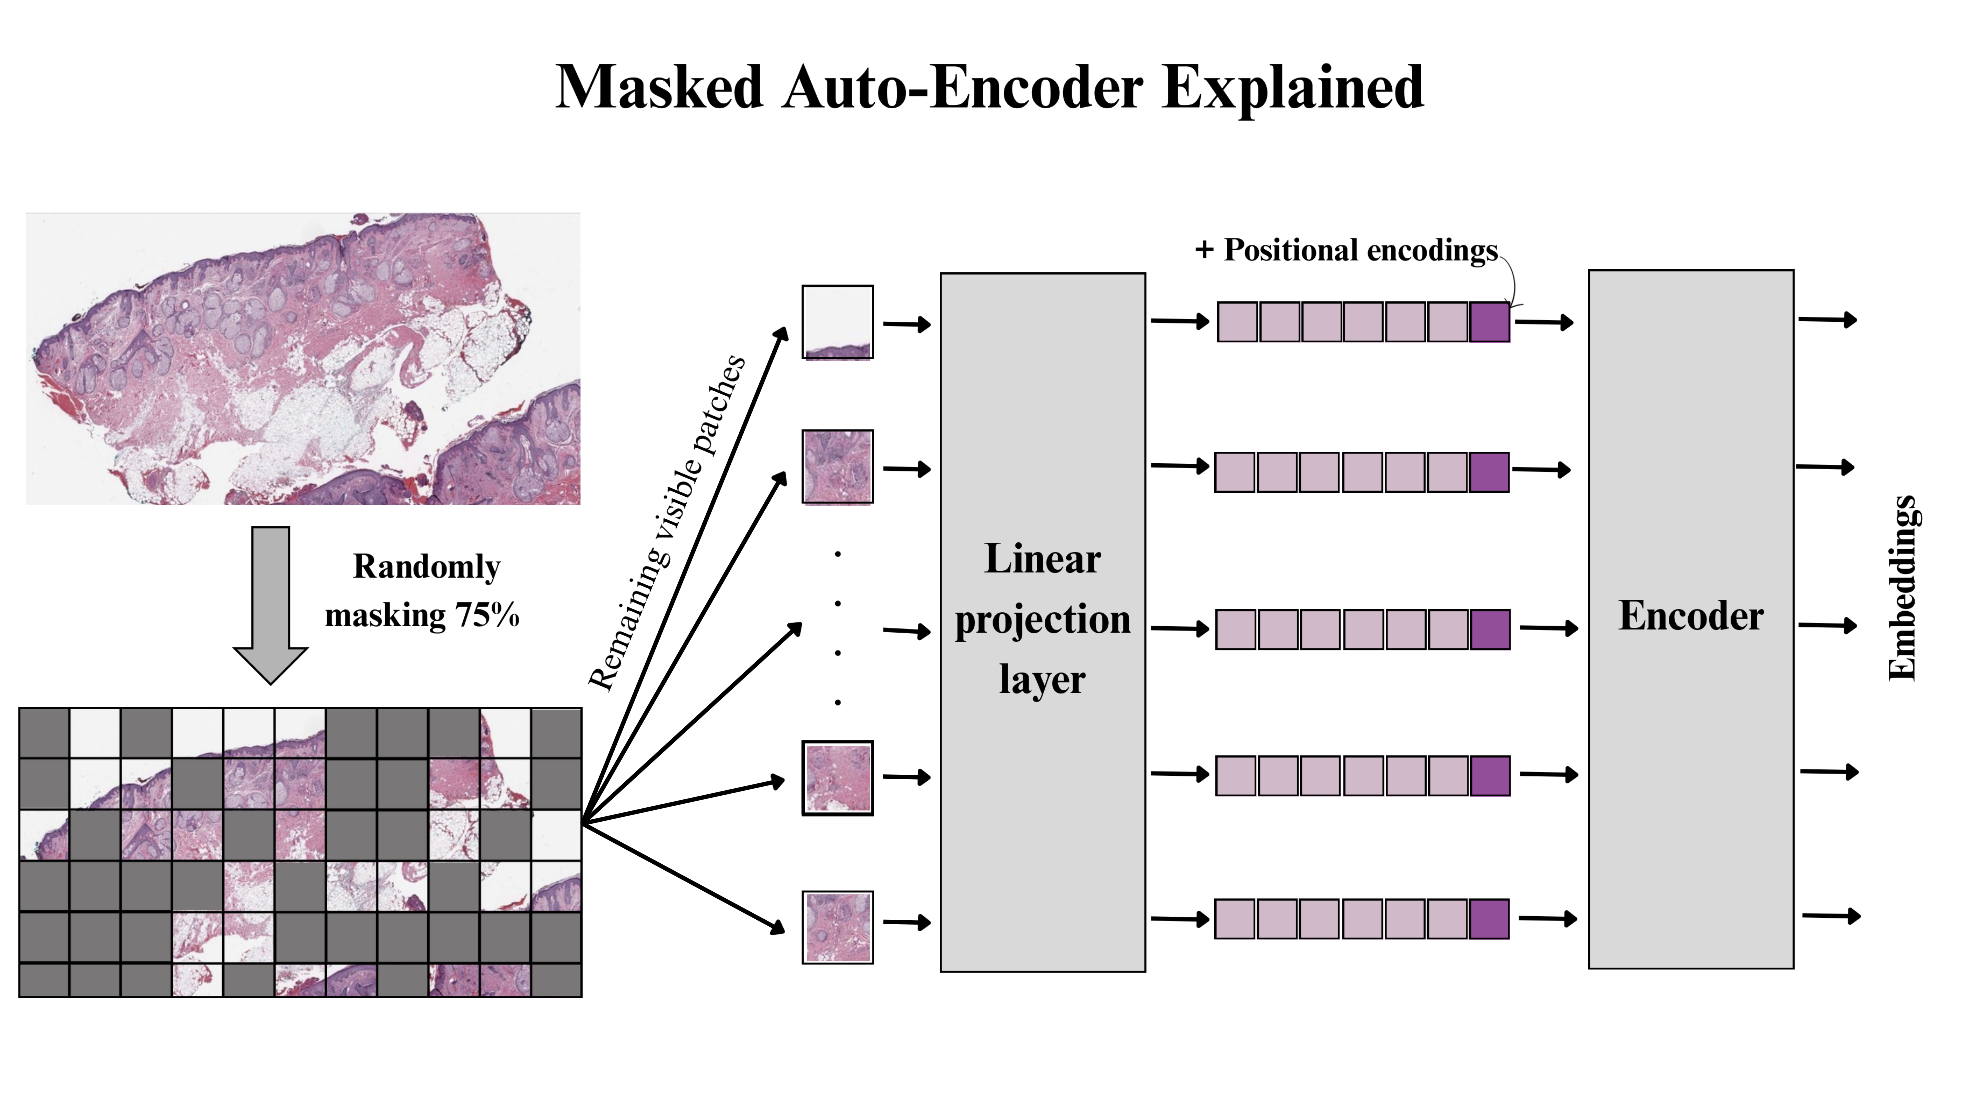 Masked Auto-Encoder Explained
Randomly
masking 75%
Remaining visible patches
Linear
projection
layer
+ Positional encodings
Encoder
Embeddings